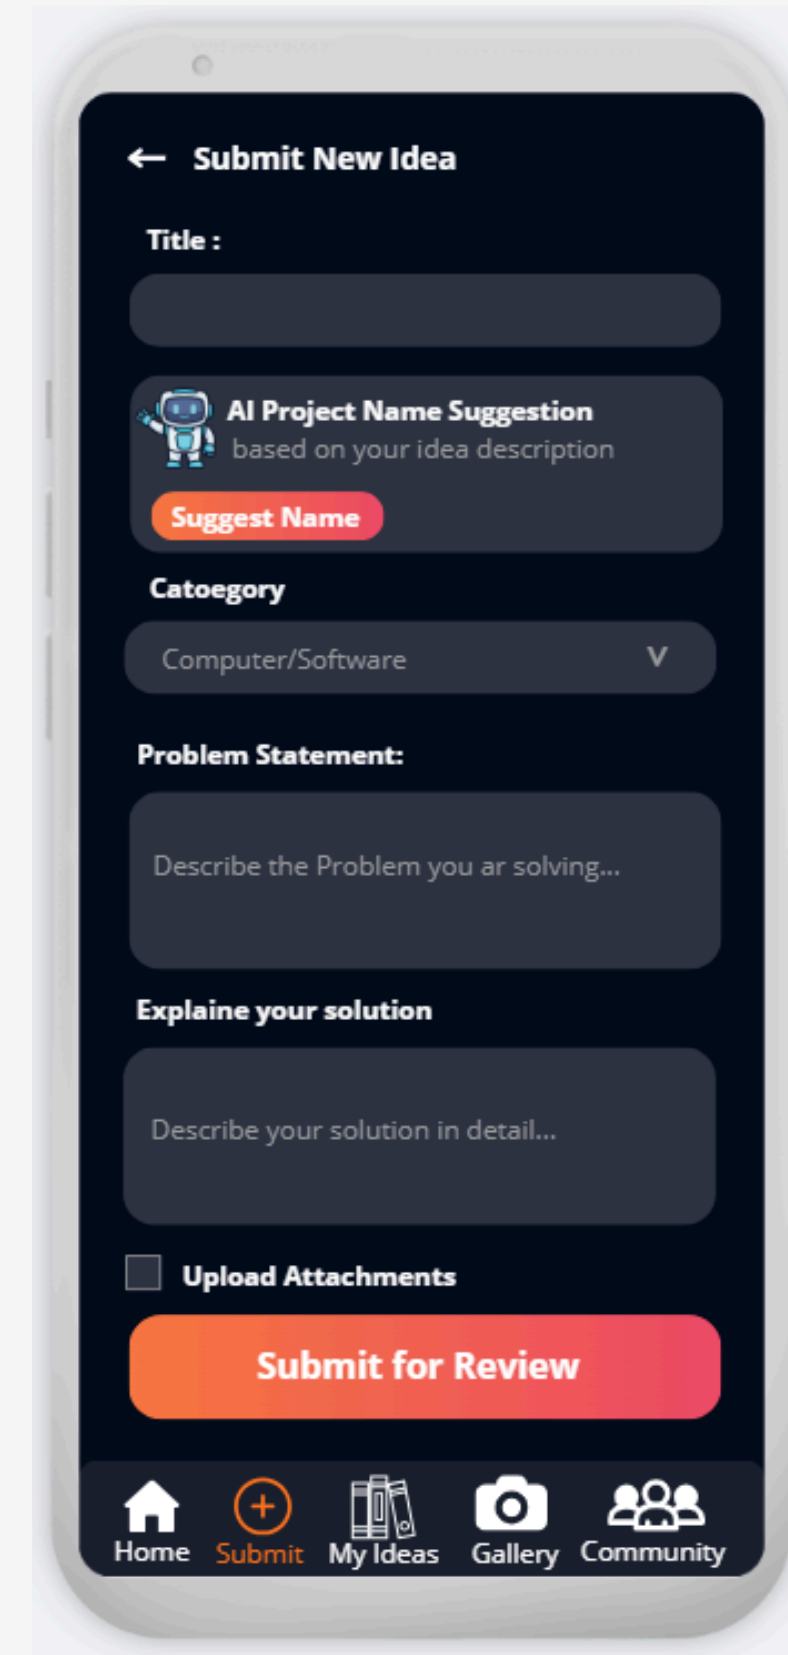 ← Submit New Idea
Title :
AI Project Name Suggestion
based on your idea description
Suggest Name
Catoegory
Computer/Software
V
Problem Statement:
Describe the Problem you ar solving...
Explaine your solution
Describe your solution in detail...
Upload Attachments
Submit for Review
Home Submit My Ideas Gallery Community